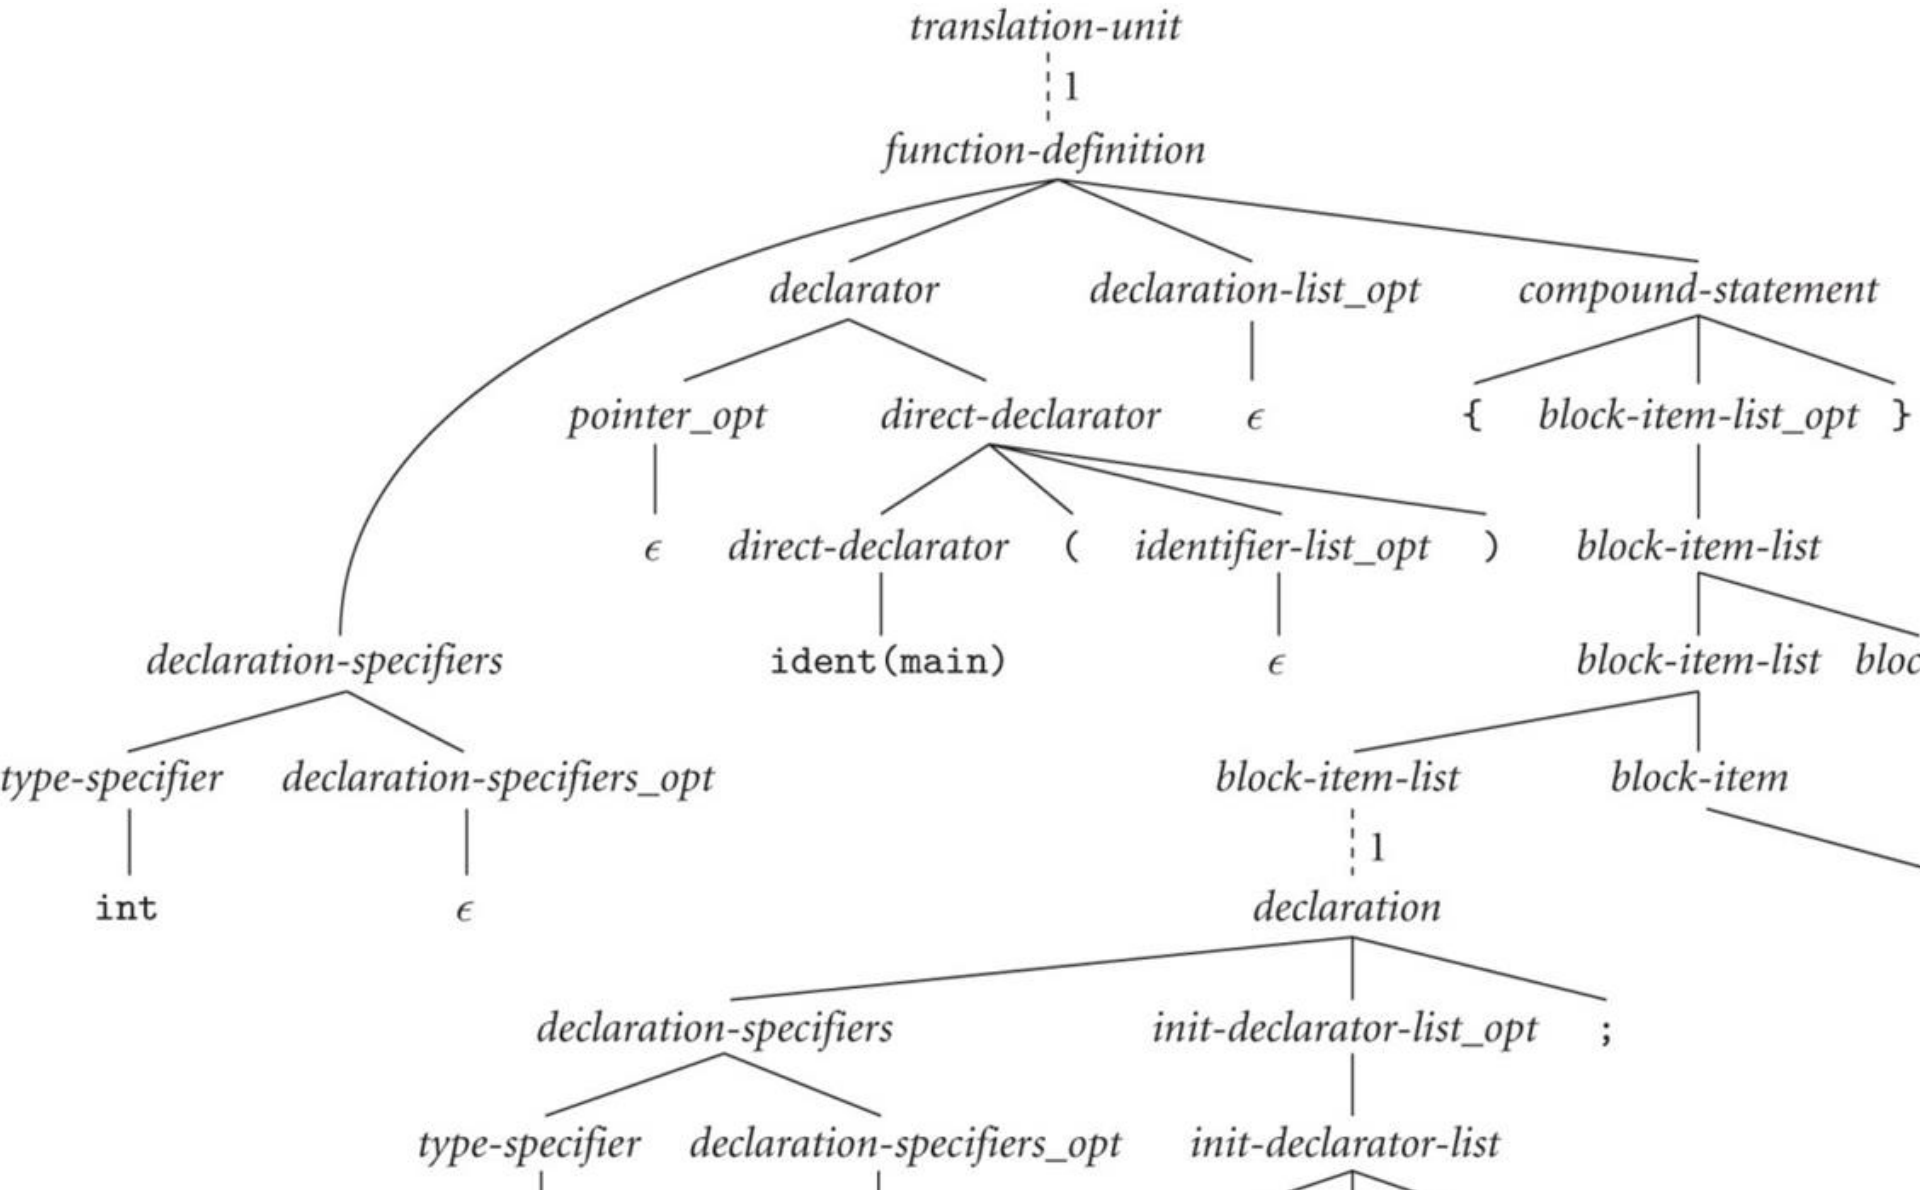 translation-unit
1
function-definition
declarator declaration-list_opt compound-statement
pointer_opt direct-declarator ϵ { block-item-list_opt }
ϵ direct-declarator ( identifier-list_opt ) block-item-list
declaration-specifiers ident(main) ϵ block-item-list bloc
type-specifier declaration-specifiers_opt block-item-list block-item
1
int ϵ declaration
declaration-specifiers init-declarator-list_opt ;
type-specifier declaration-specifiers_opt init-declarator-list